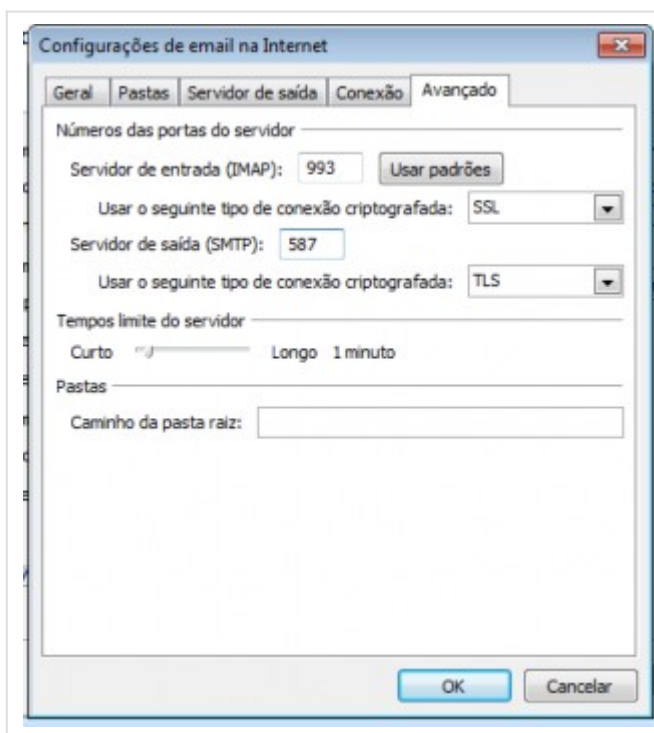 Configurações de email na Internet
Geral Pastas Servidor de saída Conexão Avançado
Números das portas do servidor
Servidor de entrada (IMAP): 993 Usar padrões
Usar o seguinte tipo de conexão criptografada: SSL
Servidor de saída (SMTP): 587
Usar o seguinte tipo de conexão criptografada: TLS
Tempos limite do servidor
Curto Longo 1 minuto
Pastas
Caminho da pasta raiz:
OK Cancelar